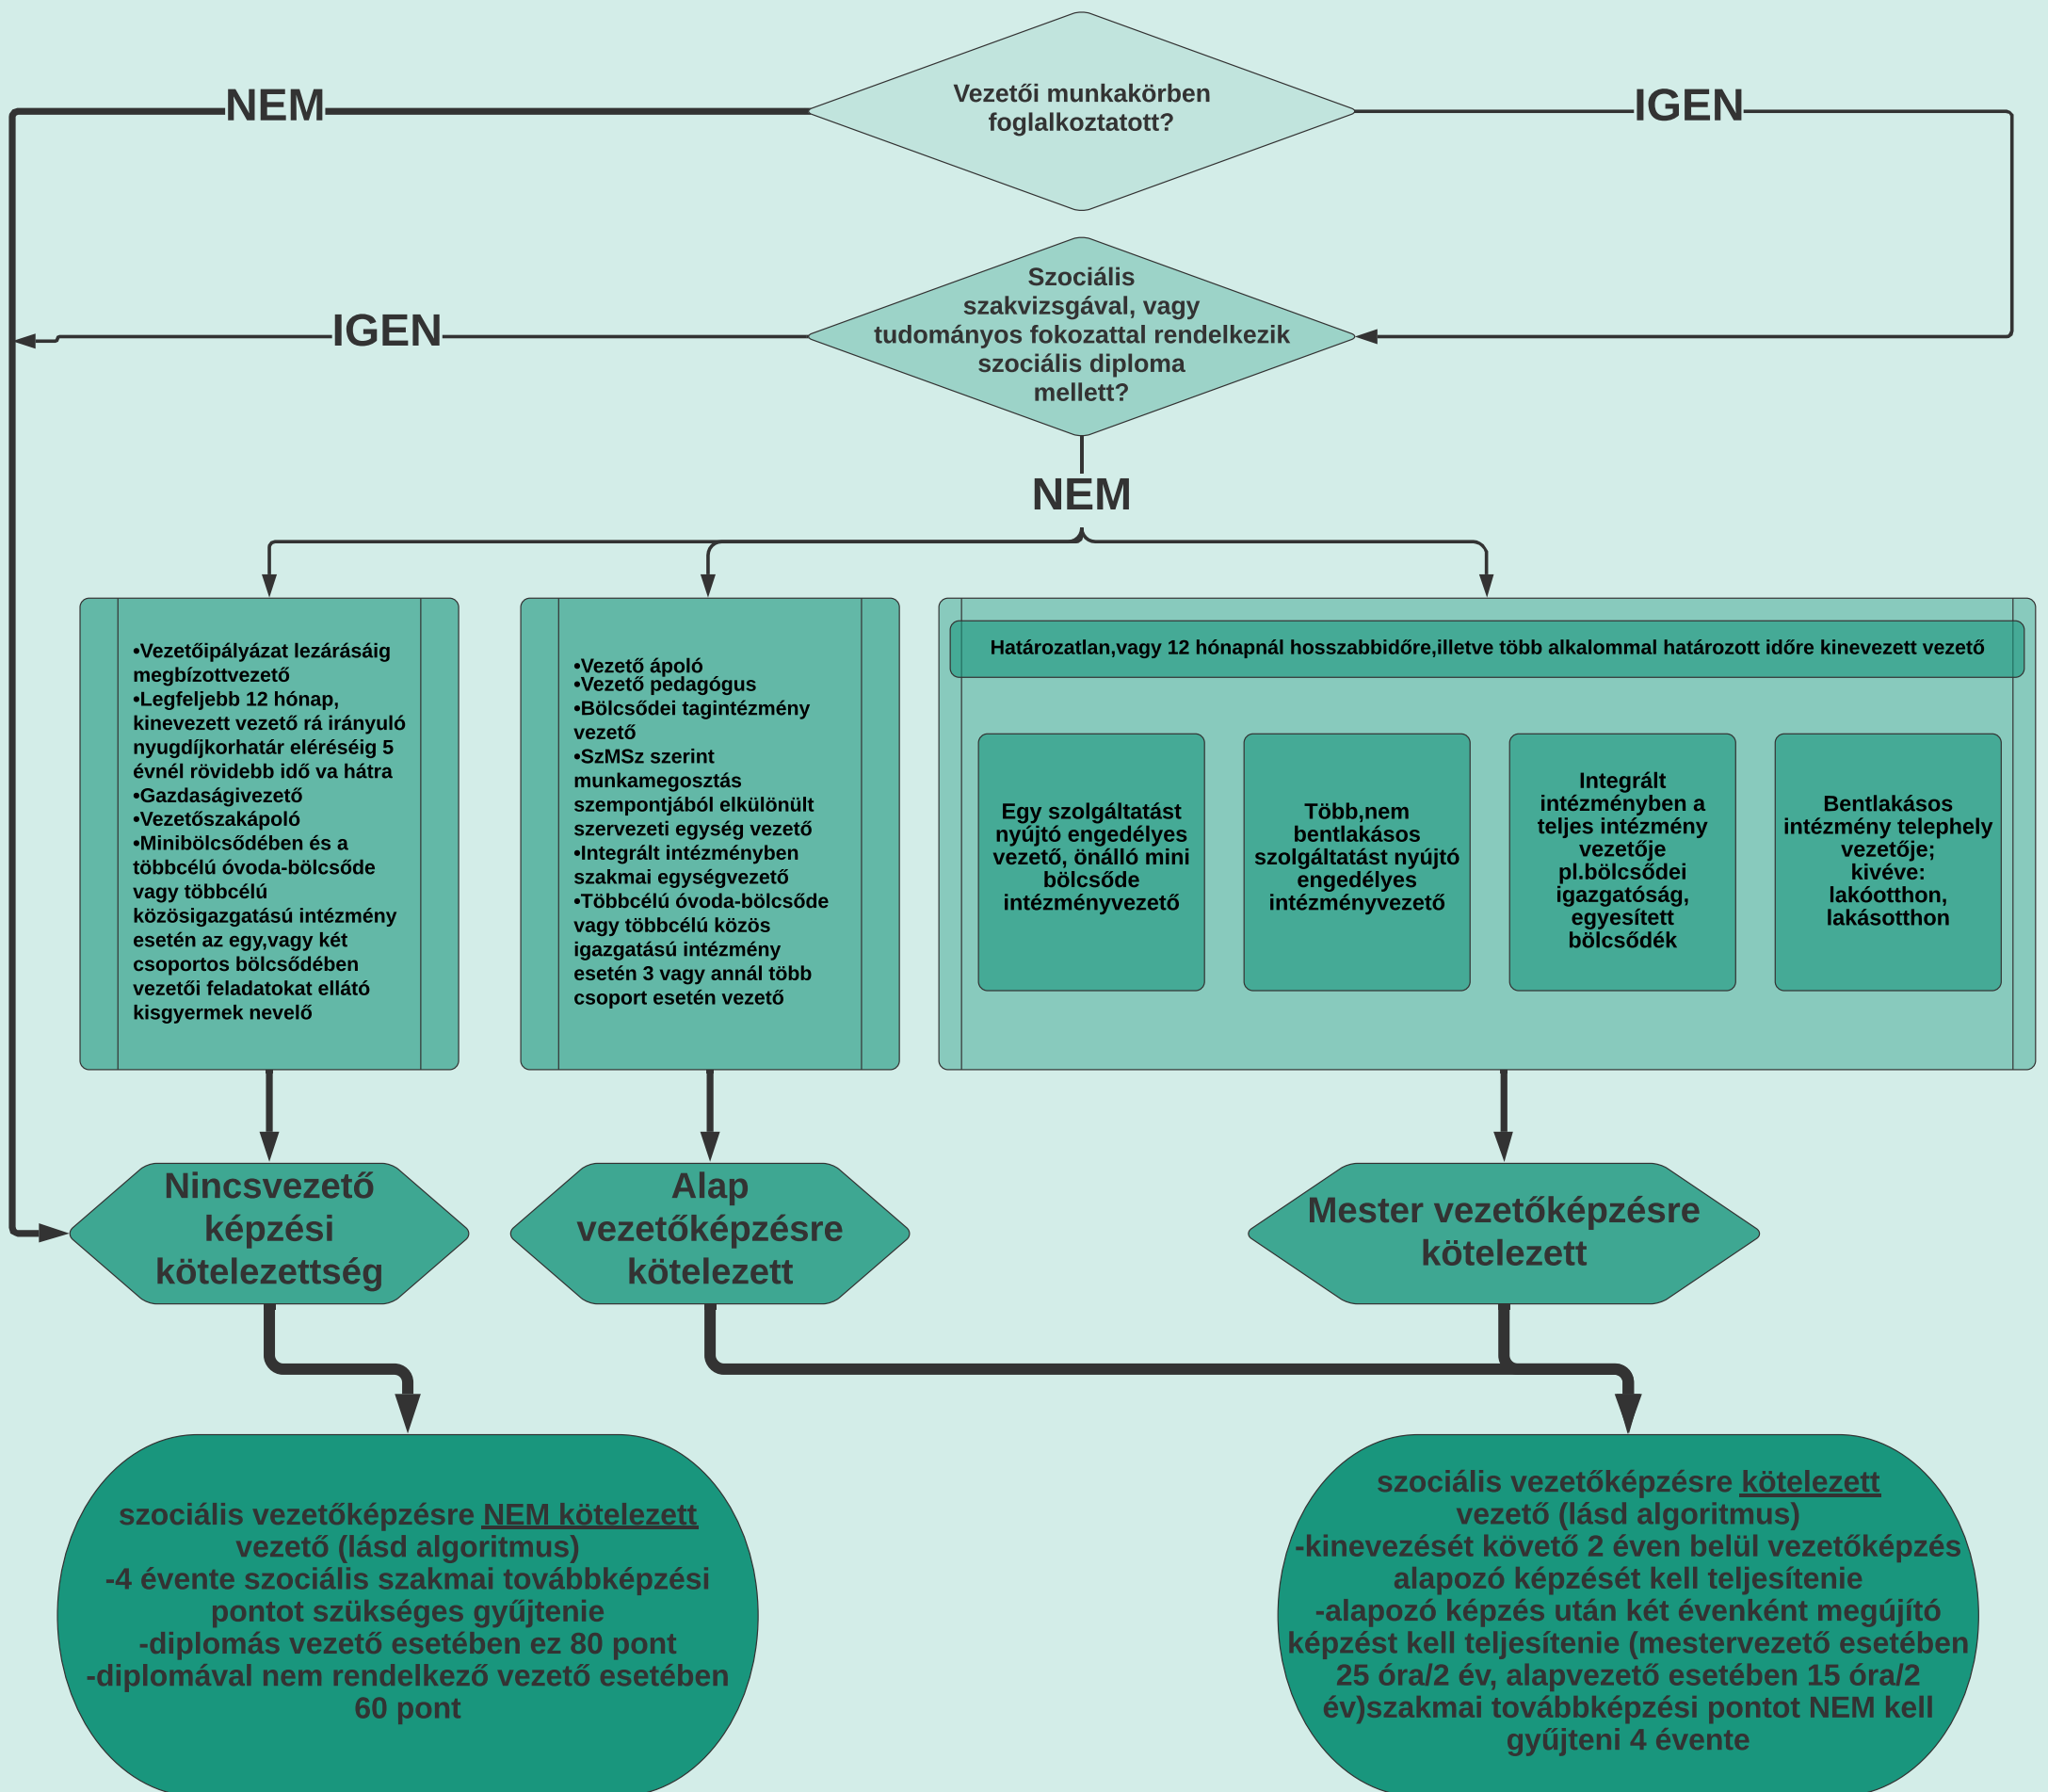 Vezetői munkakörben
foglalkoztatott?
NEM
IGEN
Szociális
szakvizsgával, vagy
tudományos fokozattal rendelkezik
szociális diploma
mellett?
IGEN
NEM
•Vezetőipályázat lezárásáig
megbízottvezető
•Legfeljebb 12 hónap,
kinevezett vezető rá irányuló
nyugdíjkorhatár eléréséig 5
évnél rövidebb idő va hátra
•Gazdaságivezető
•Vezetőszakápoló
•Minibölcsődében és a
többcélú óvoda-bölcsőde
vagy többcélú
közösigazgatású intézmény
esetén az egy,vagy két
csoportos bölcsődében
vezetői feladatokat ellátó
kisgyermek nevelő
•Vezető ápoló
•Vezető pedagógus
•Bölcsődei tagintézmény
vezető
•SzMSz szerint
munkamegosztás
szempontjából elkülönült
szervezeti egység vezető
•Integrált intézményben
szakmai egységvezető
•Többcélú óvoda-bölcsőde
vagy többcélú közös
igazgatású intézmény
esetén 3 vagy annál több
csoport esetén vezető
Határozatlan,vagy 12 hónapnál hosszabbidőre,illetve több alkalommal határozott időre kinevezett vezető
Egy szolgáltatást
nyújtó engedélyes
vezető, önálló mini
bölcsőde
intézményvezető
Több,nem
bentlakásos
szolgáltatást nyújtó
engedélyes
intézményvezető
Integrált
intézményben a
teljes intézmény
vezetője
pl.bölcsődei
igazgatóság,
egyesített
bölcsődék
Bentlakásos
intézmény telephely
vezetője;
kivéve:
lakóotthon,
lakásotthon
Nincsvezető
képzési
kötelezettség
Alap
vezetőképzésre
kötelezett
Mester vezetőképzésre
kötelezett
szociális vezetőképzésre NEM kötelezett
vezető (lásd algoritmus)
-4 évente szociális szakmai továbbképzési
pontot szükséges gyűjtenie
-diplomás vezető esetében ez 80 pont
-diplomával nem rendelkező vezető esetében
60 pont
szociális vezetőképzésre kötelezett
vezető (lásd algoritmus)
-kinevezését követő 2 éven belül vezetőképzés
alapozó képzését kell teljesítenie
-alapozó képzés után két évenként megújító
képzést kell teljesítenie (mestervezető esetében
25 óra/2 év, alapvezető esetében 15 óra/2
év)szakmai továbbképzési pontot NEM kell
gyűjteni 4 évente